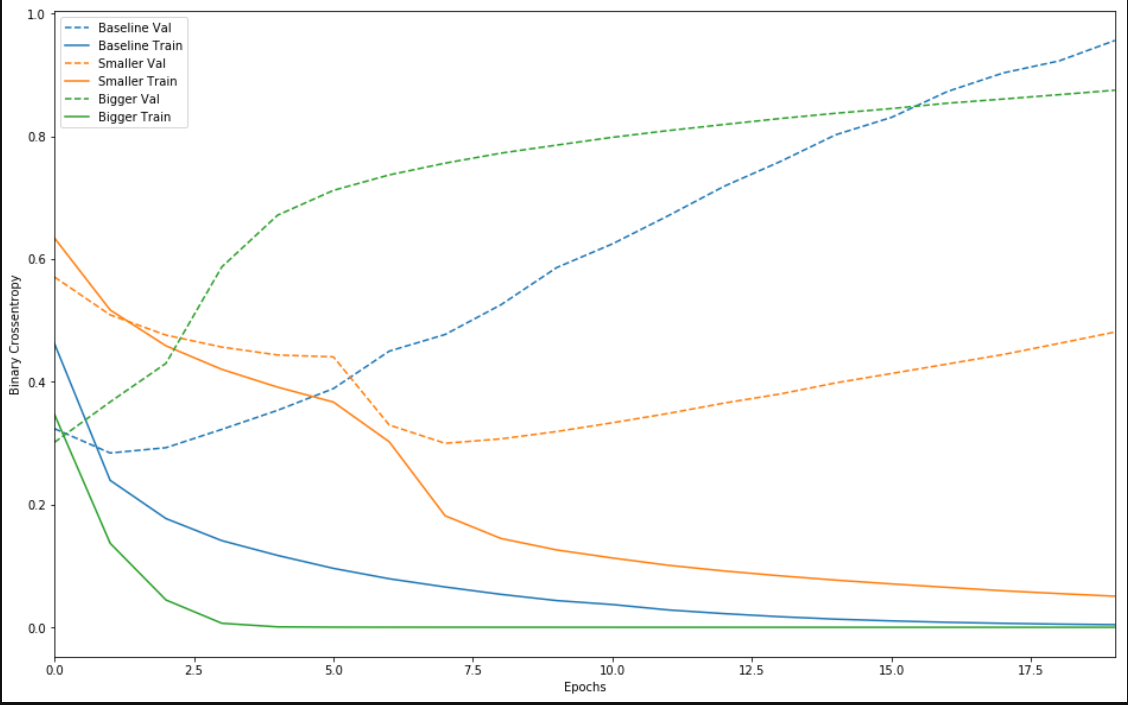 1.0
0.8
0.6
0.4
0.2
0.0
Binary Crossentropy
Baseline Val
Baseline Train
Smaller Val
Smaller Train
Bigger Val
Bigger Train
0.0 2.5 5.0 7.5 10.0 12.5 15.0 17.5
Epochs